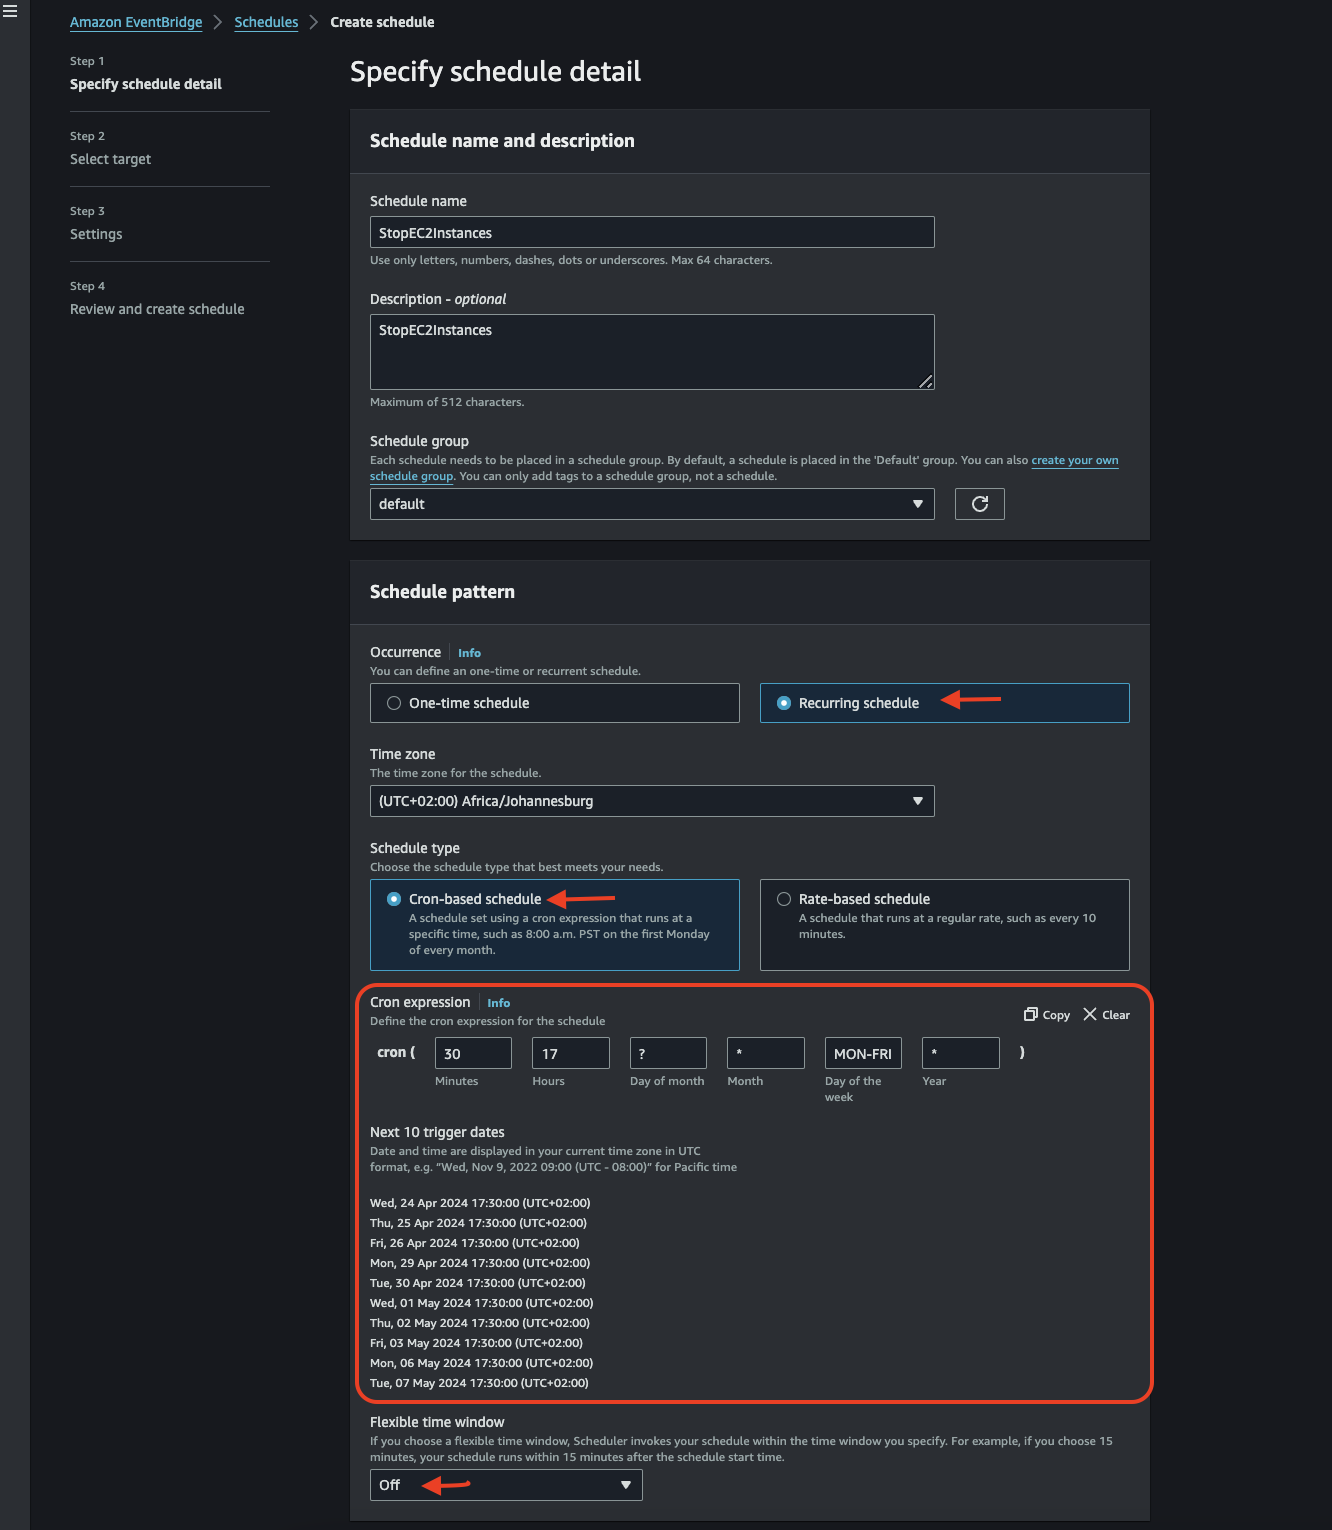 Amazon EventBridge > Schedules > Create schedule
Step 1
Specify schedule detail
Step 2
Select target
Step 3
Settings
Step 4
Review and create schedule
Specify schedule detail
Schedule name and description
Schedule name
StopEC2Instances
Use only letters, numbers, dashes, dots or underscores. Max 64 characters.
Description - optional
StopEC2Instances
Maximum of 512 characters.
Schedule group
Each schedule needs to be placed in a schedule group. By default, a schedule is placed in the 'Default' group. You can also create your own
schedule group. You can only add tags to a schedule group, not a schedule.
default
Schedule pattern
Occurrence Info
You can define an one-time or recurrent schedule.
One-time schedule
Recurring schedule
Time zone
The time zone for the schedule.
(UTC+02:00) Africa/Johannesburg
Schedule type
Choose the schedule type that best meets your needs.
Cron-based schedule
A schedule set using a cron expression that runs at a
specific time, such as 8:00 a.m. PST on the first Monday
of every month.
Rate-based schedule
A schedule that runs at a regular rate, such as every 10
minutes.
Cron expression Info
Define the cron expression for the schedule
Copy Clear
cron ( 30 17 ? * MON-FRI * )
Minutes Hours Day of month Month Day of the Year
week
Next 10 trigger dates
Date and time are displayed in your current time zone in UTC
format, e.g. "Wed, Nov 9, 2022 09:00 (UTC - 08:00)" for Pacific time
Wed, 24 Apr 2024 17:30:00 (UTC+02:00)
Thu, 25 Apr 2024 17:30:00 (UTC+02:00)
Fri, 26 Apr 2024 17:30:00 (UTC+02:00)
Mon, 29 Apr 2024 17:30:00 (UTC+02:00)
Tue, 30 Apr 2024 17:30:00 (UTC+02:00)
Wed, 01 May 2024 17:30:00 (UTC+02:00)
Thu, 02 May 2024 17:30:00 (UTC+02:00)
Fri, 03 May 2024 17:30:00 (UTC+02:00)
Mon, 06 May 2024 17:30:00 (UTC+02:00)
Tue, 07 May 2024 17:30:00 (UTC+02:00)
Flexible time window
If you choose a flexible time window, Scheduler invokes your schedule within the time window you specify. For example, if you choose 15
minutes, your schedule runs within 15 minutes after the schedule start time.
Off